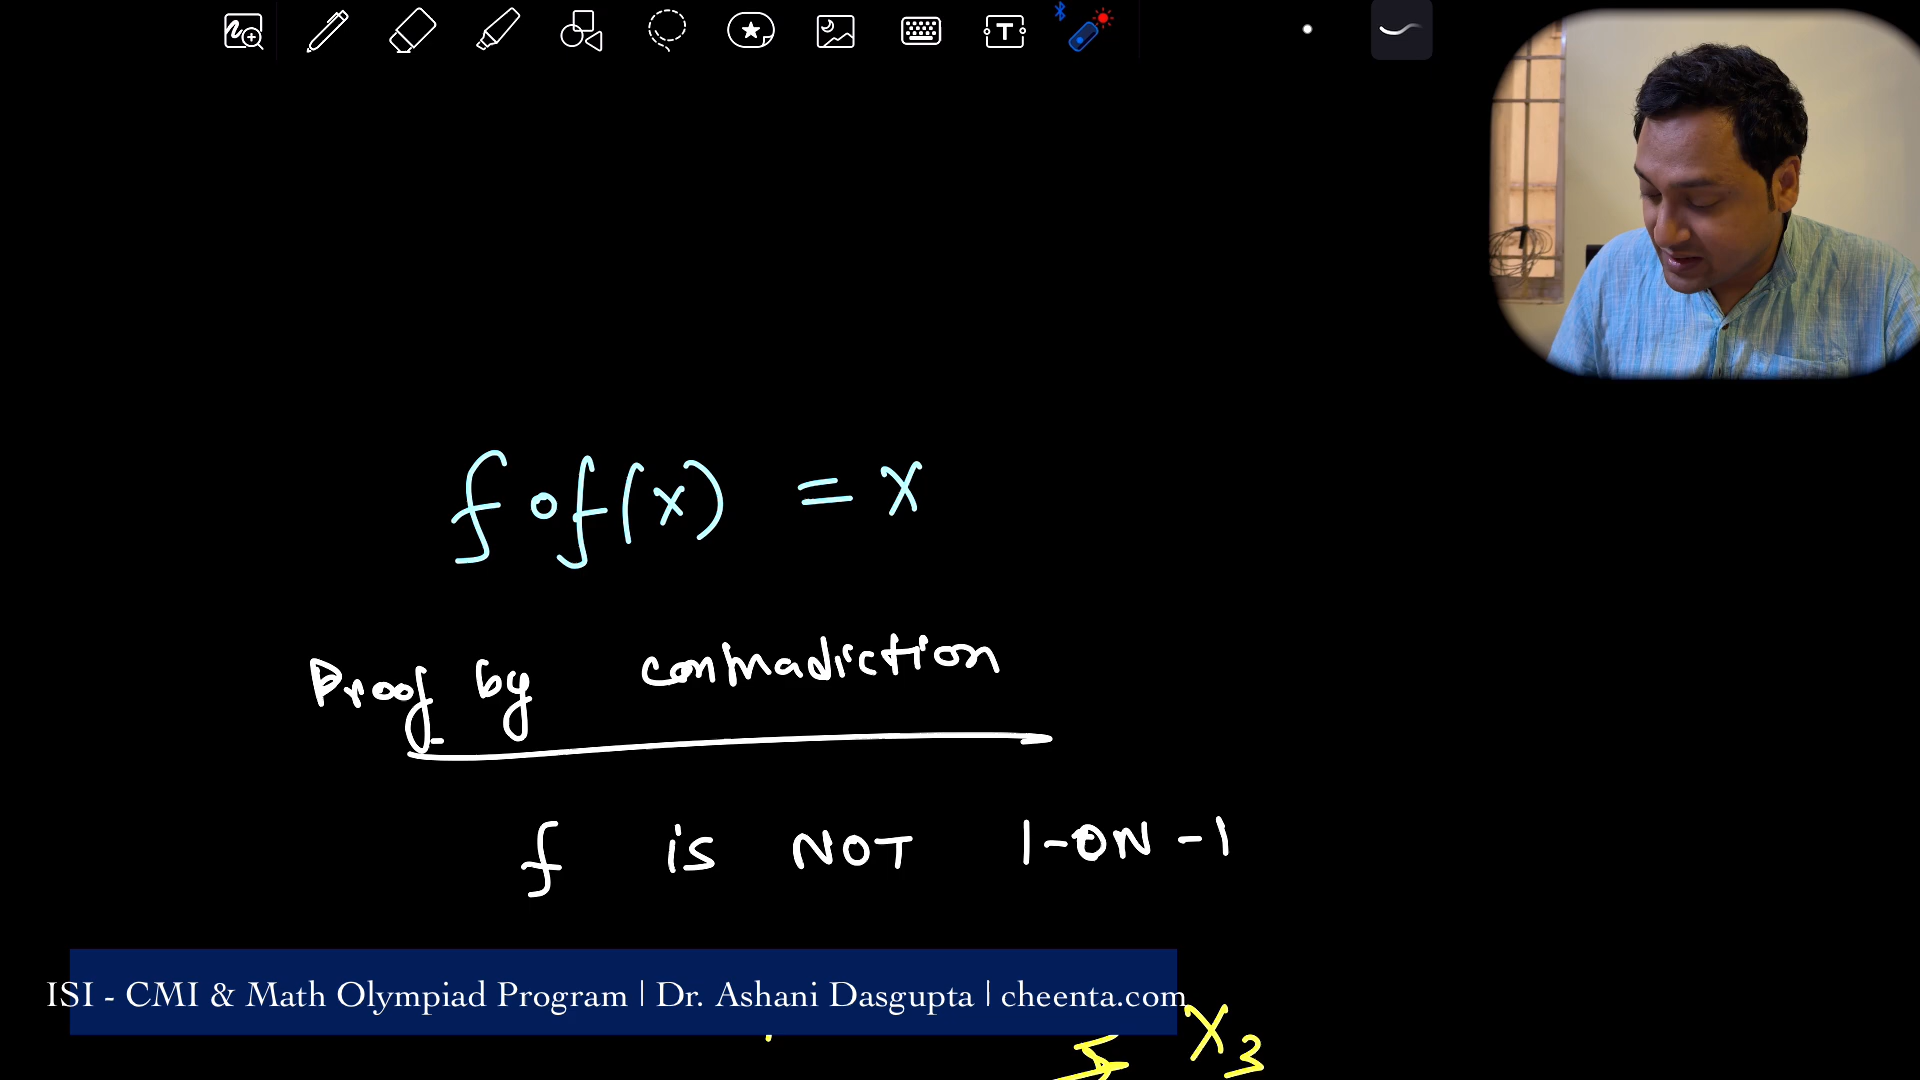 T
f o f(x) = x
Proof by contradiction
f is NOT 1-ON-1
ISI - CMI & Math Olympiad Program | Dr. Ashani Dasgupta | cheenta.com
x3